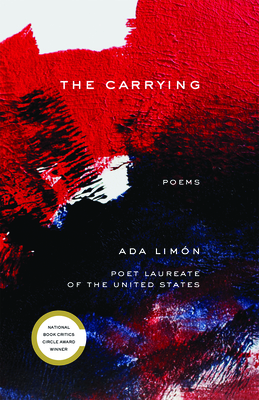 THE CARRYING
POEMS
ADA LIMÓN
POET LAUREATE
OF THE UNITED STATES
NATIONAL
BOOK CRITICS
CIRCLE AWARD
WINNER